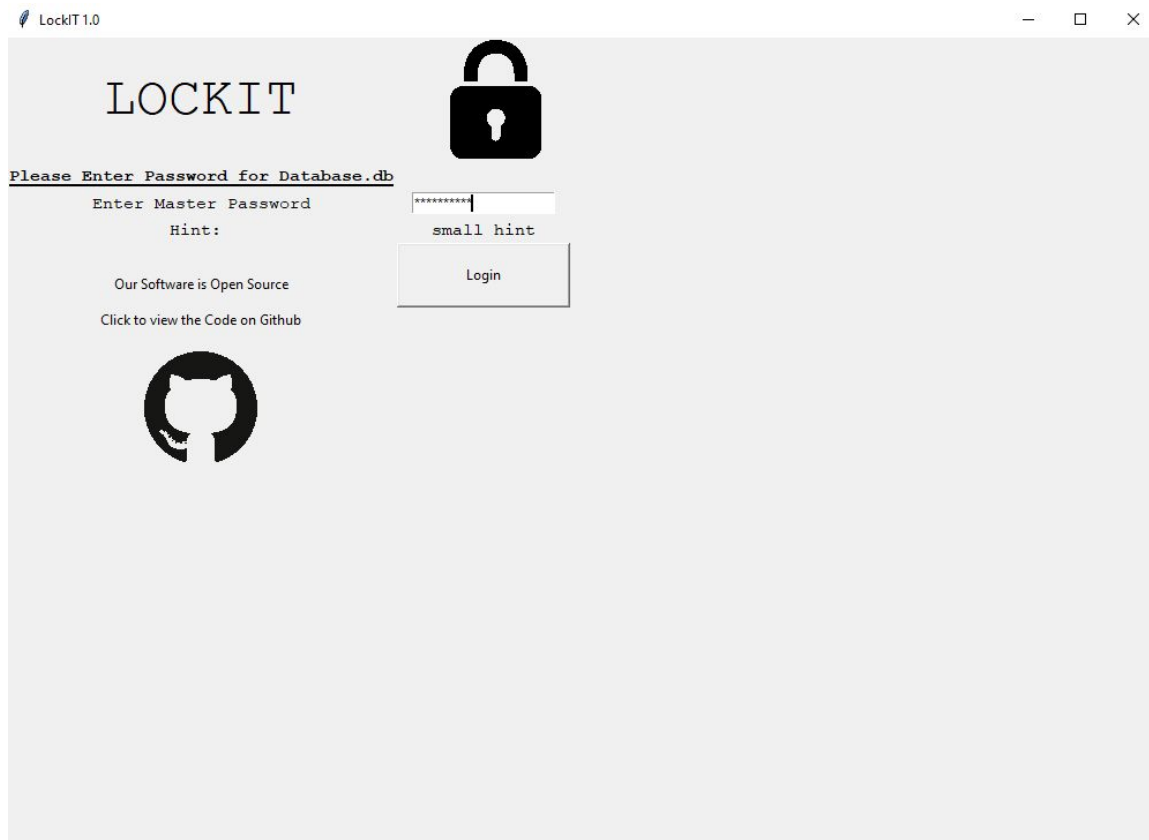 LockIT 1.0
LOCKIT
Please Enter Password for Database.db
Enter Master Password **********
Hint: small hint
Login
Our Software is Open Source
Click to view the Code on Github